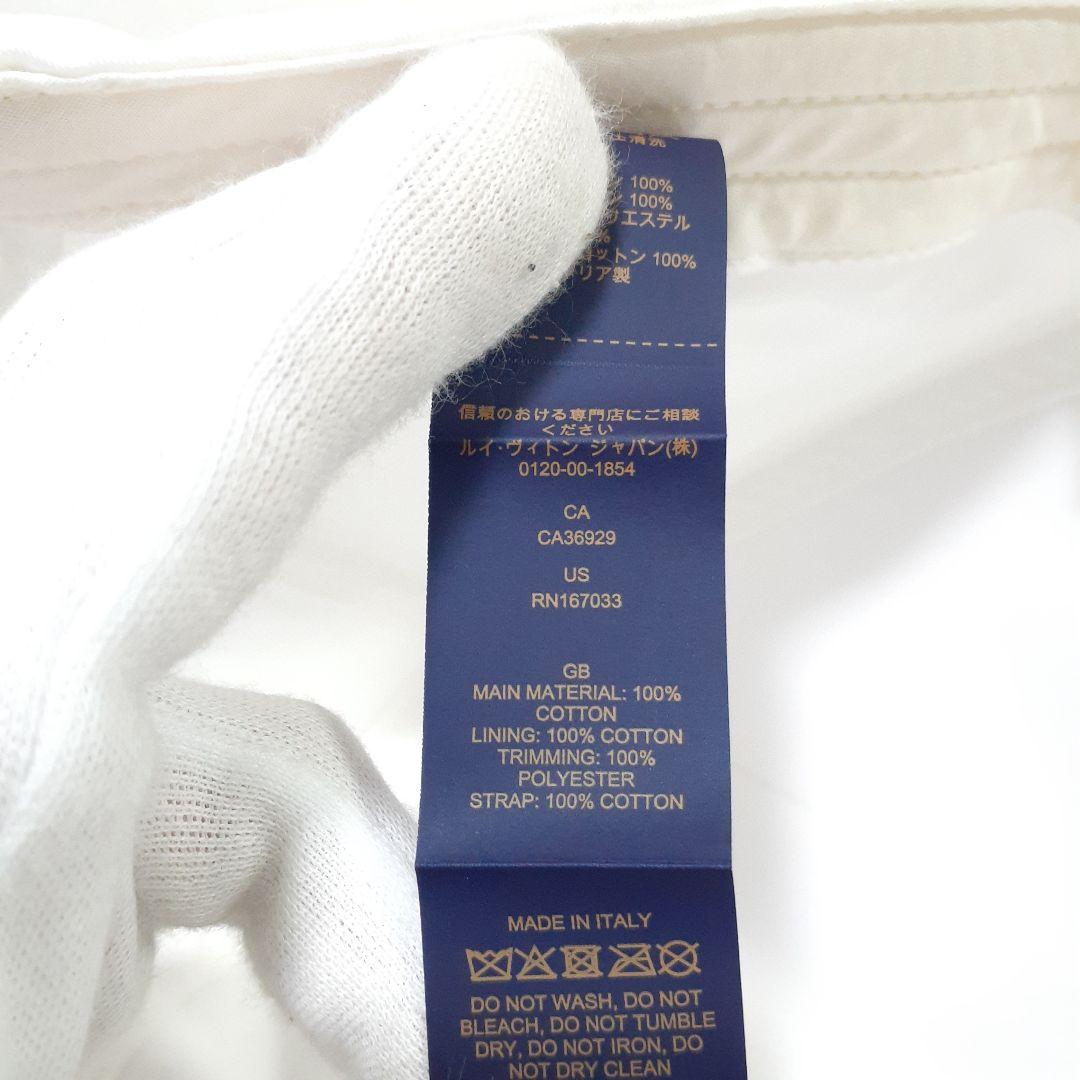 清洗
100%
100%
エステル
%
ットン 100%
リア製
信頼のおける専門店にご相談
ください
ルイ・ヴィトン ジャパン(株)
0120-00-1854
CA
CA36929
US
RN167033
GB
MAIN MATERIAL: 100%
COTTON
LINING: 100% COTTON
TRIMMING: 100%
POLYESTER
STRAP: 100% COTTON
MADE IN ITALY
DO NOT WASH, DO NOT
BLEACH, DO NOT TUMBLE
DRY, DO NOT IRON, DO
NOT DRY CLEAN